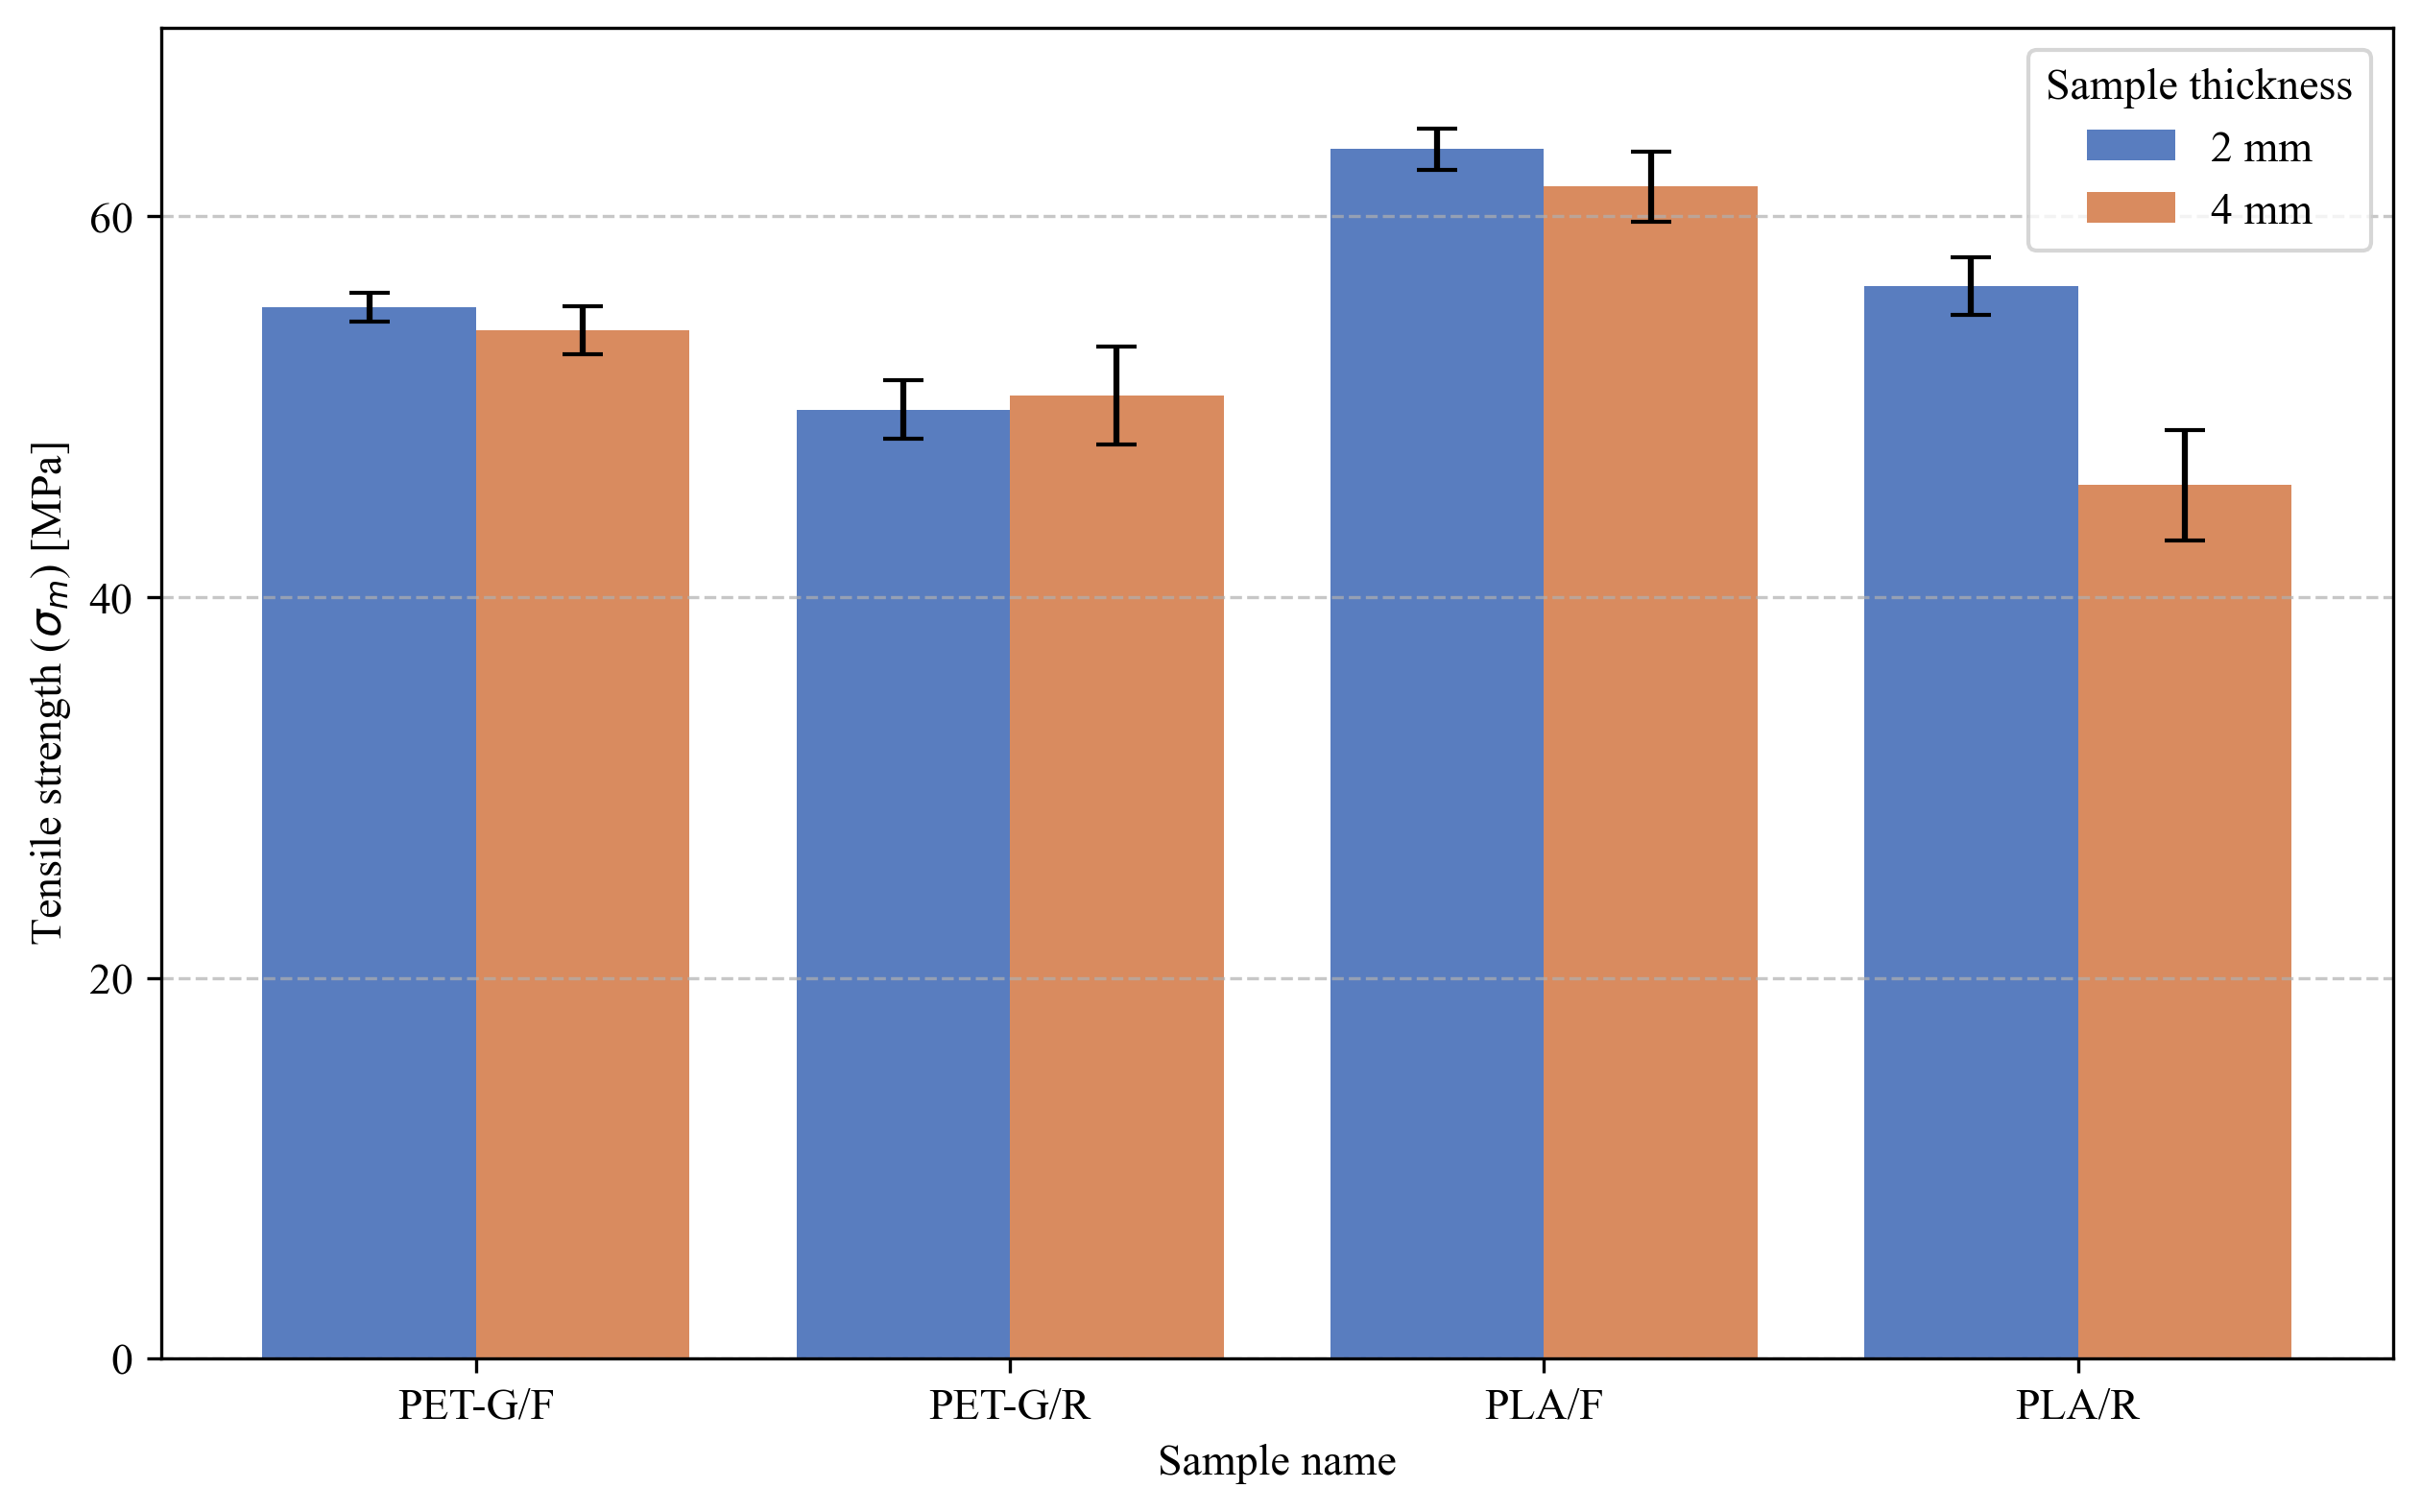 Sample thickness
2 mm
4 mm
Tensile strength (σm) [MPa]
60
40
20
0
PET-G/F
PET-G/R
PLA/F
PLA/R
Sample name